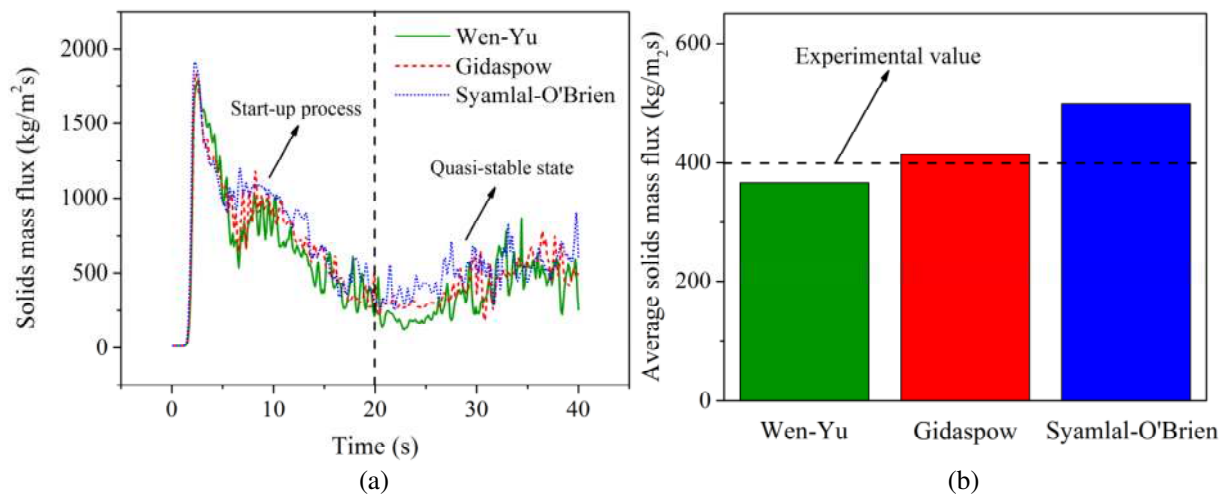 2000
1500
1000
500
0
Solids mass flux (kg/m²s)
Wen-Yu
Gidaspow
Syamlal-O'Brien
Start-up process
Quasi-stable state
0
10
20
30
40
Time (s)
(a)
600
400
200
0
Average solids mass flux (kg/m₂s)
Experimental value
Wen-Yu
Gidaspow
Syamlal-O'Brien
(b)